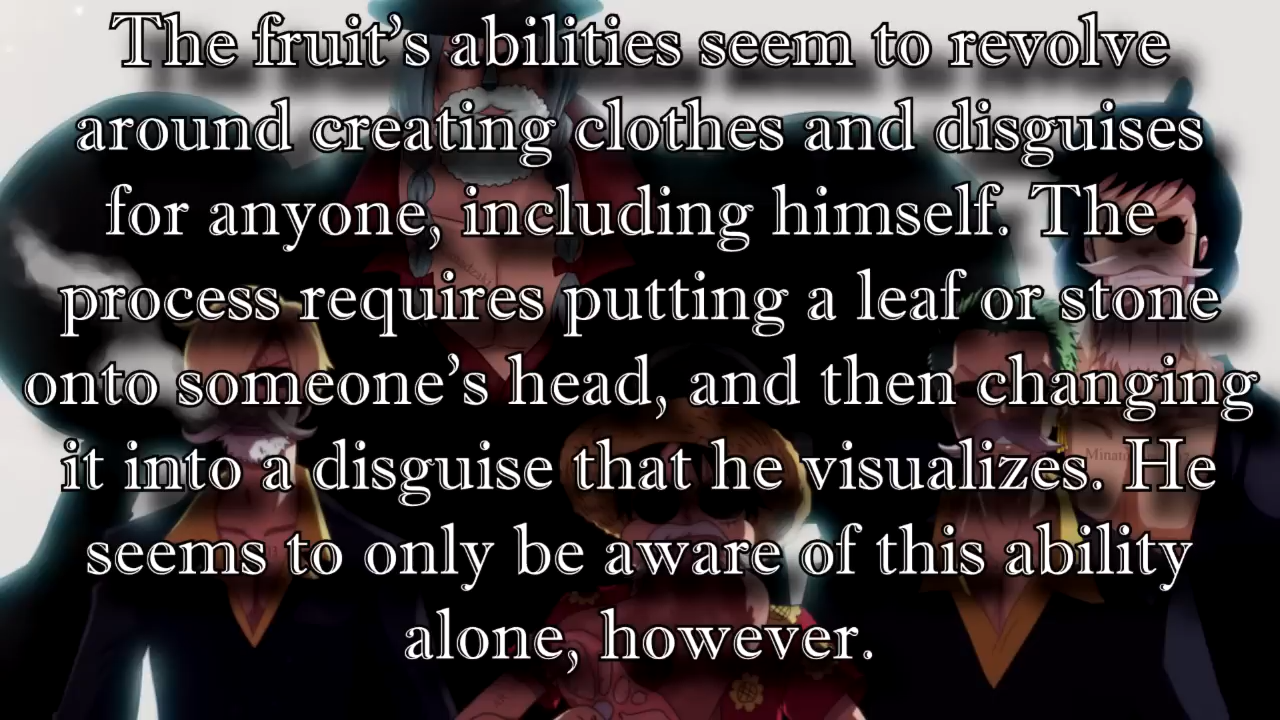 The fruit’s abilities seem to revolve
around creating clothes and disguises
for anyone, including himself. The
process requires putting a leaf or stone
onto someone’s head, and then changing
it into a disguise that he visualizes. He
seems to only be aware of this ability
alone, however.